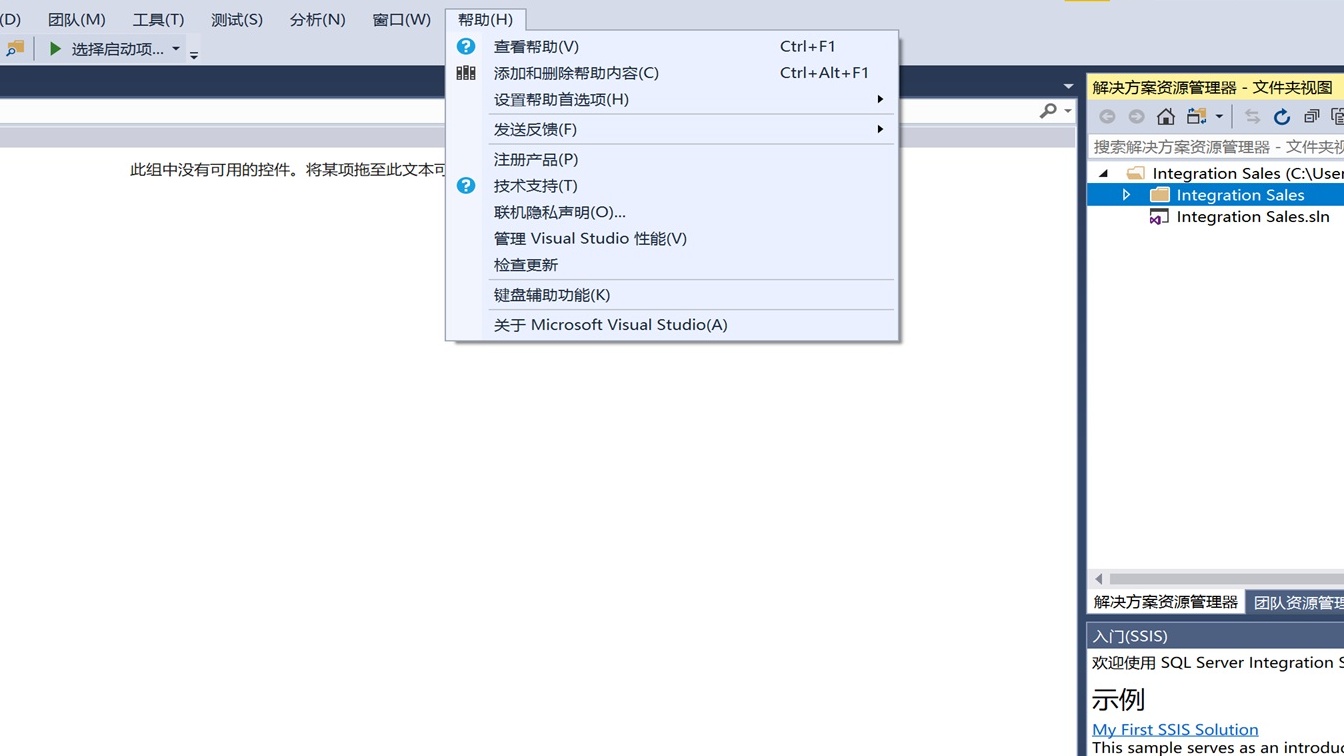 (D) 团队(M) 工具(T) 测试(S) 分析(N) 窗口(W) 帮助(H)
选择启动项...
查看帮助(V) Ctrl+F1
添加和删除帮助内容(C) Ctrl+Alt+F1
设置帮助首选项(H)
发送反馈(F)
注册产品(P)
技术支持(T)
联机隐私声明(O)...
管理 Visual Studio 性能(V)
检查更新
键盘辅助功能(K)
关于 Microsoft Visual Studio(A)
此组中没有可用的控件。将某项拖至此文本可
解决方案资源管理器 - 文件夹视图
搜索解决方案资源管理器 - 文件夹视
Integration Sales (C:\User
Integration Sales
Integration Sales.sln
解决方案资源管理器 团队资源管理
入门(SSIS)
欢迎使用 SQL Server Integration S
示例
My First SSIS Solution
This sample serves as an introdu